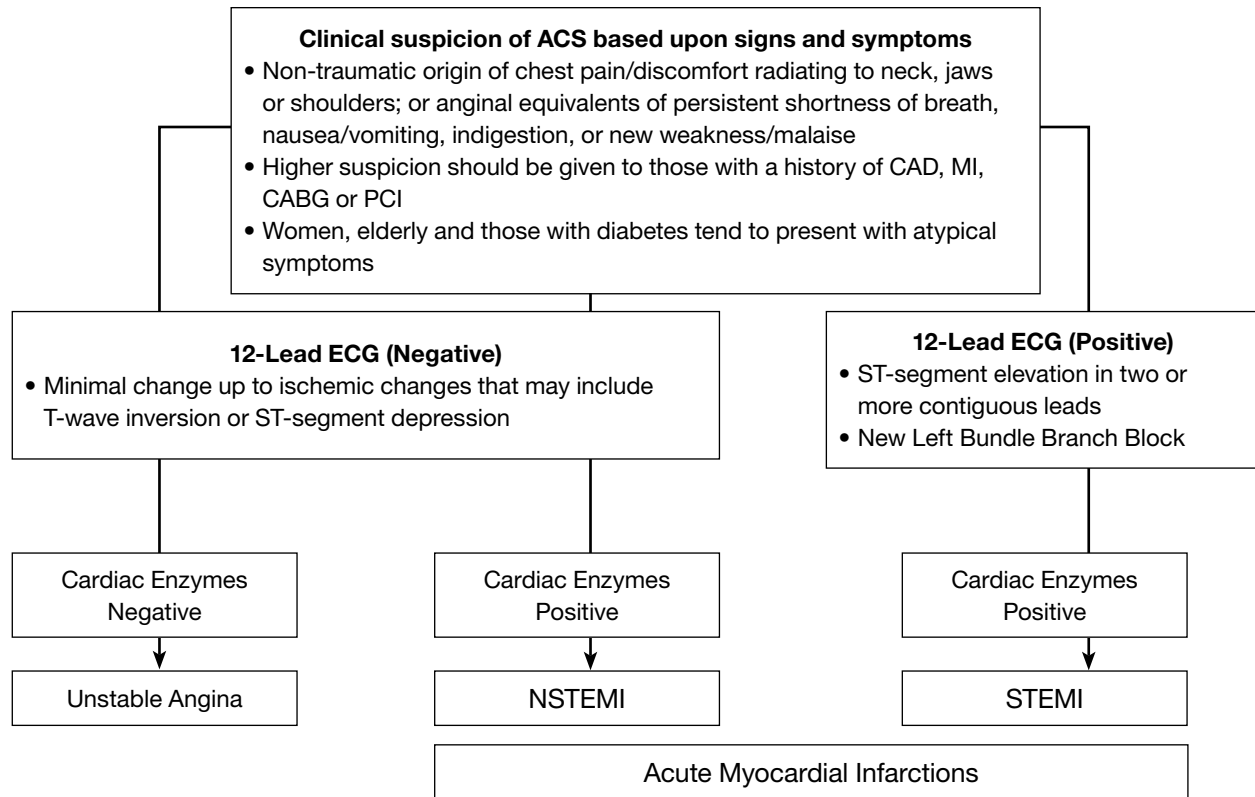 Clinical suspicion of ACS based upon signs and symptoms
• Non-traumatic origin of chest pain/discomfort radiating to neck, jaws
or shoulders; or anginal equivalents of persistent shortness of breath,
nausea/vomiting, indigestion, or new weakness/malaise
• Higher suspicion should be given to those with a history of CAD, MI,
CABG or PCI
• Women, elderly and those with diabetes tend to present with atypical
symptoms
12-Lead ECG (Negative)
• Minimal change up to ischemic changes that may include
T-wave inversion or ST-segment depression
12-Lead ECG (Positive)
• ST-segment elevation in two or
more contiguous leads
• New Left Bundle Branch Block
Cardiac Enzymes
Negative
Cardiac Enzymes
Positive
Cardiac Enzymes
Positive
Unstable Angina
NSTEMI
STEMI
Acute Myocardial Infarctions